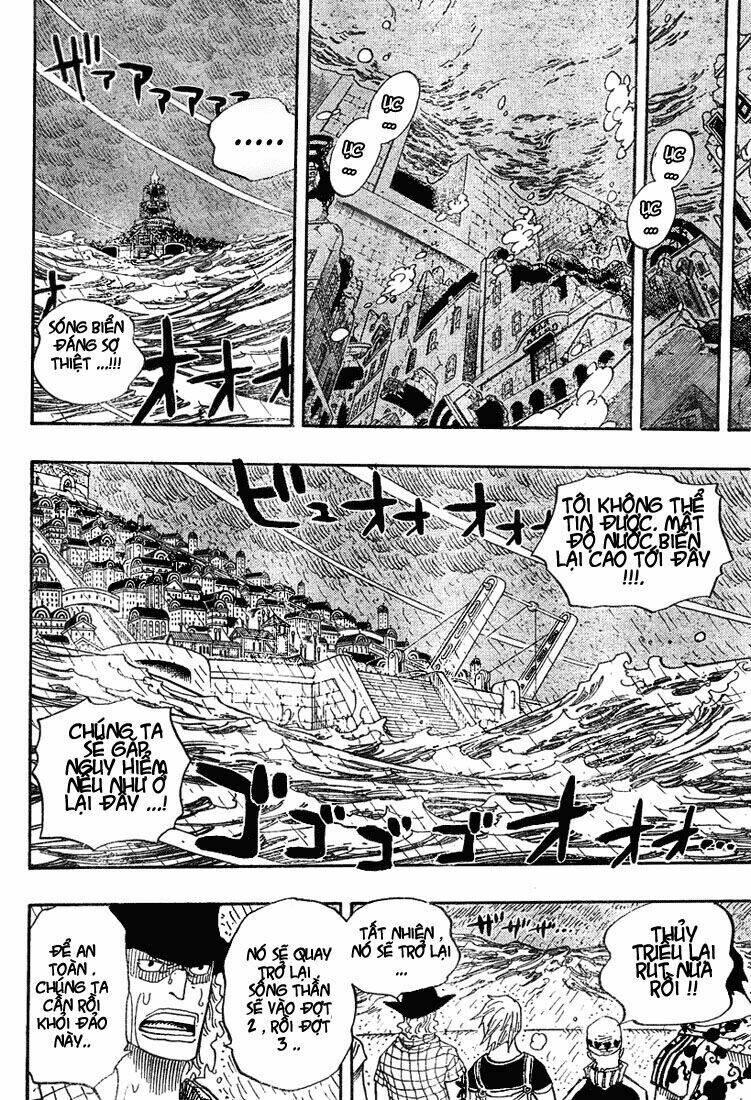 ỤC
...
ỤC
...
ỤC
...
ỤC
...
ザァアァァァァ
.....
SÓNG BIỂN
ĐÁNG SỢ
THIỆT ...!!!
オオオォ
ビュオォオオォ...
TÔI KHÔNG THỂ
TIN ĐƯỢC, MẬT
ĐỘ NƯỚC BIỂN
LẠI CAO TỚI ĐÂY
!!!.
CHÚNG TA
SẼ GẶP
NGUY HIỂM
NẾU NHƯ Ở
LẠI ĐÂY ...!
ゴゴゴゴゴオオ...
THỦY
TRIỀU LẠI
RÚT NỮA
RỒI !!
TẤT NHIÊN ,
NÓ SẼ TRỞ LẠI
...
NÓ SẼ QUAY
TRỞ LẠI
SÓNG THẦN
SẼ VÀO ĐỢT
2 , RỒI ĐỢT
3 ..
ĐỂ AN
TOÀN ,
CHÚNG TA
CẦN RỜI
KHỎI ĐẢO
NÀY..